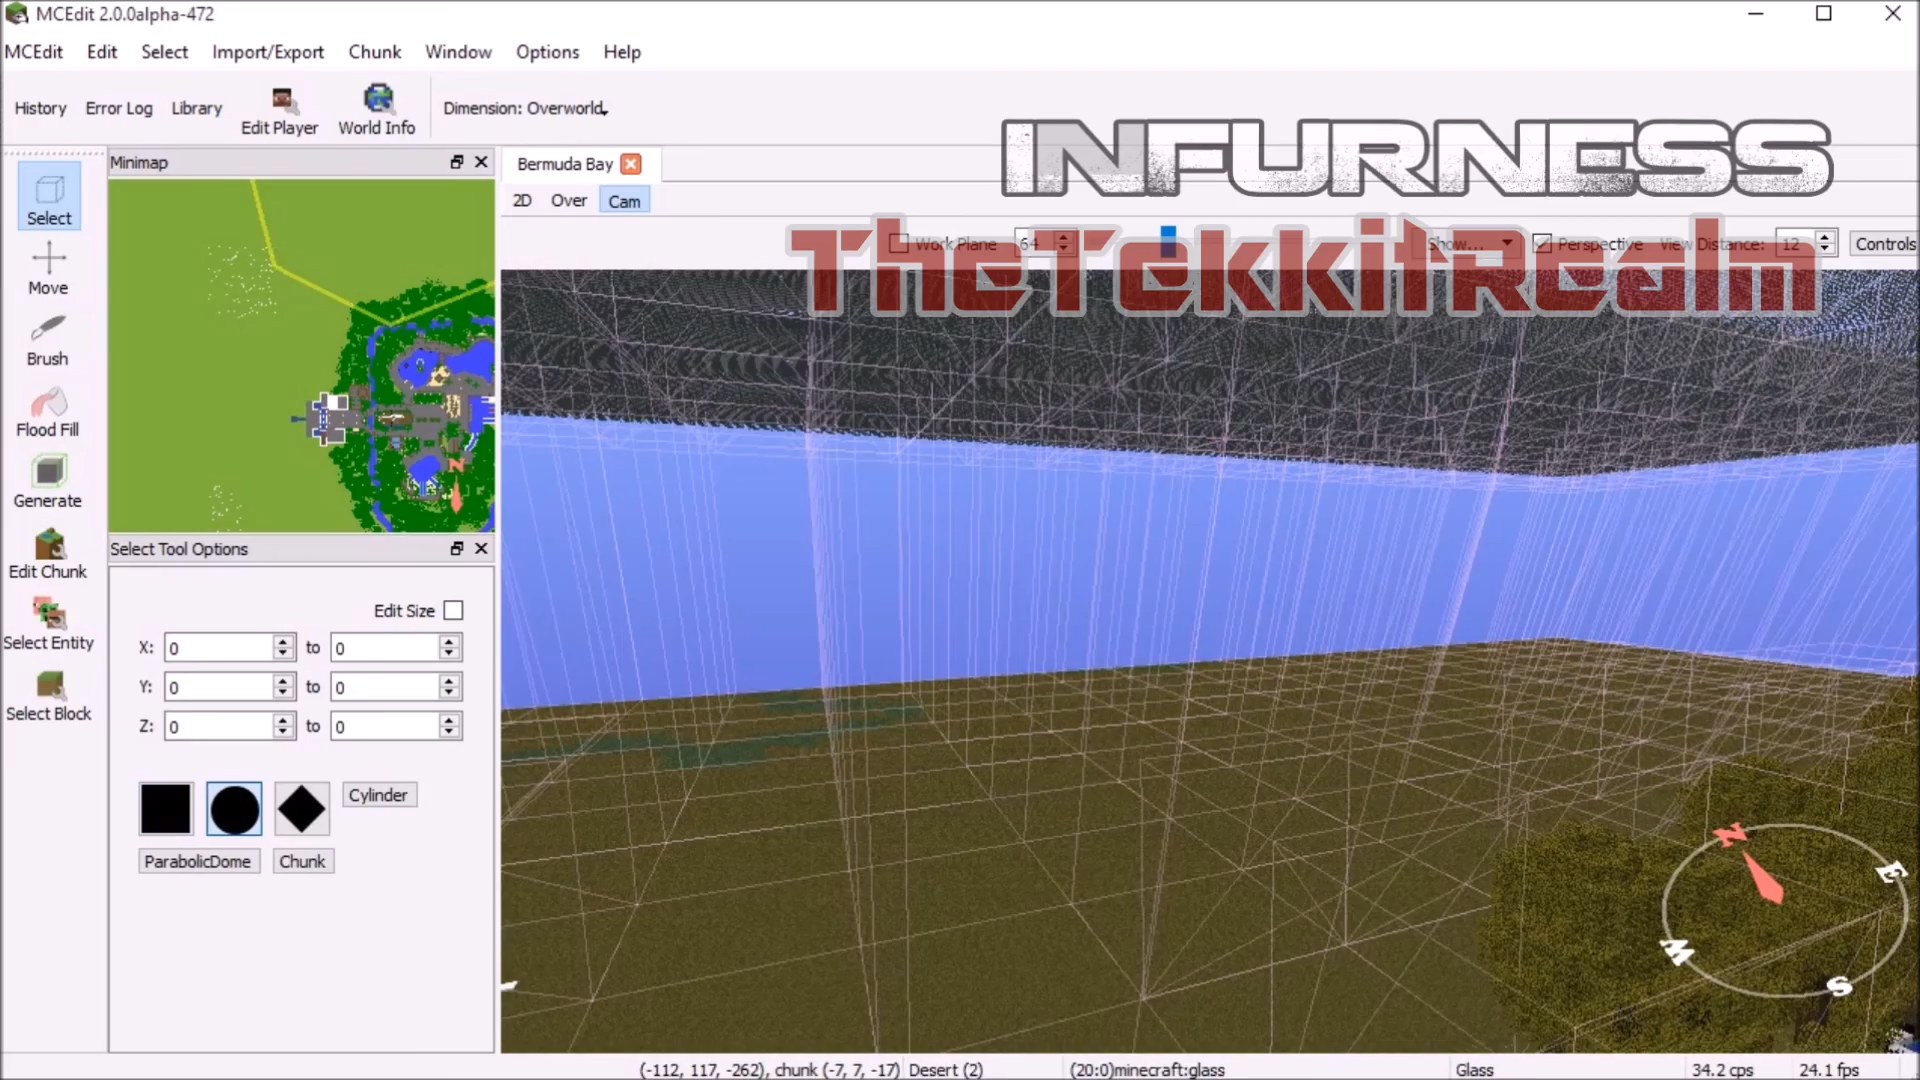 MCEdit 2.0.0alpha-472
MCEdit Edit Select Import/Export Chunk Window Options Help
History Error Log Library Edit Player World Info Dimension: Overworld
INFURNESS
TheTekkitRealm
Minimap
Bermuda Bay
2D Over Cam
Work Plane 64 Show... Perspective View Distance: 12 Controls
Select
Move
Brush
Flood Fill
Generate
Edit Chunk
Select Entity
Select Block
N
Select Tool Options
Edit Size
X: 0 to 0
Y: 0 to 0
Z: 0 to 0
Cylinder
ParabolicDome Chunk
N
E
W
S
(-112, 117, -262), chunk (-7, 7, -17) Desert (2) (20:0)minecraft:glass Glass 34.2 cps 24.1 fps